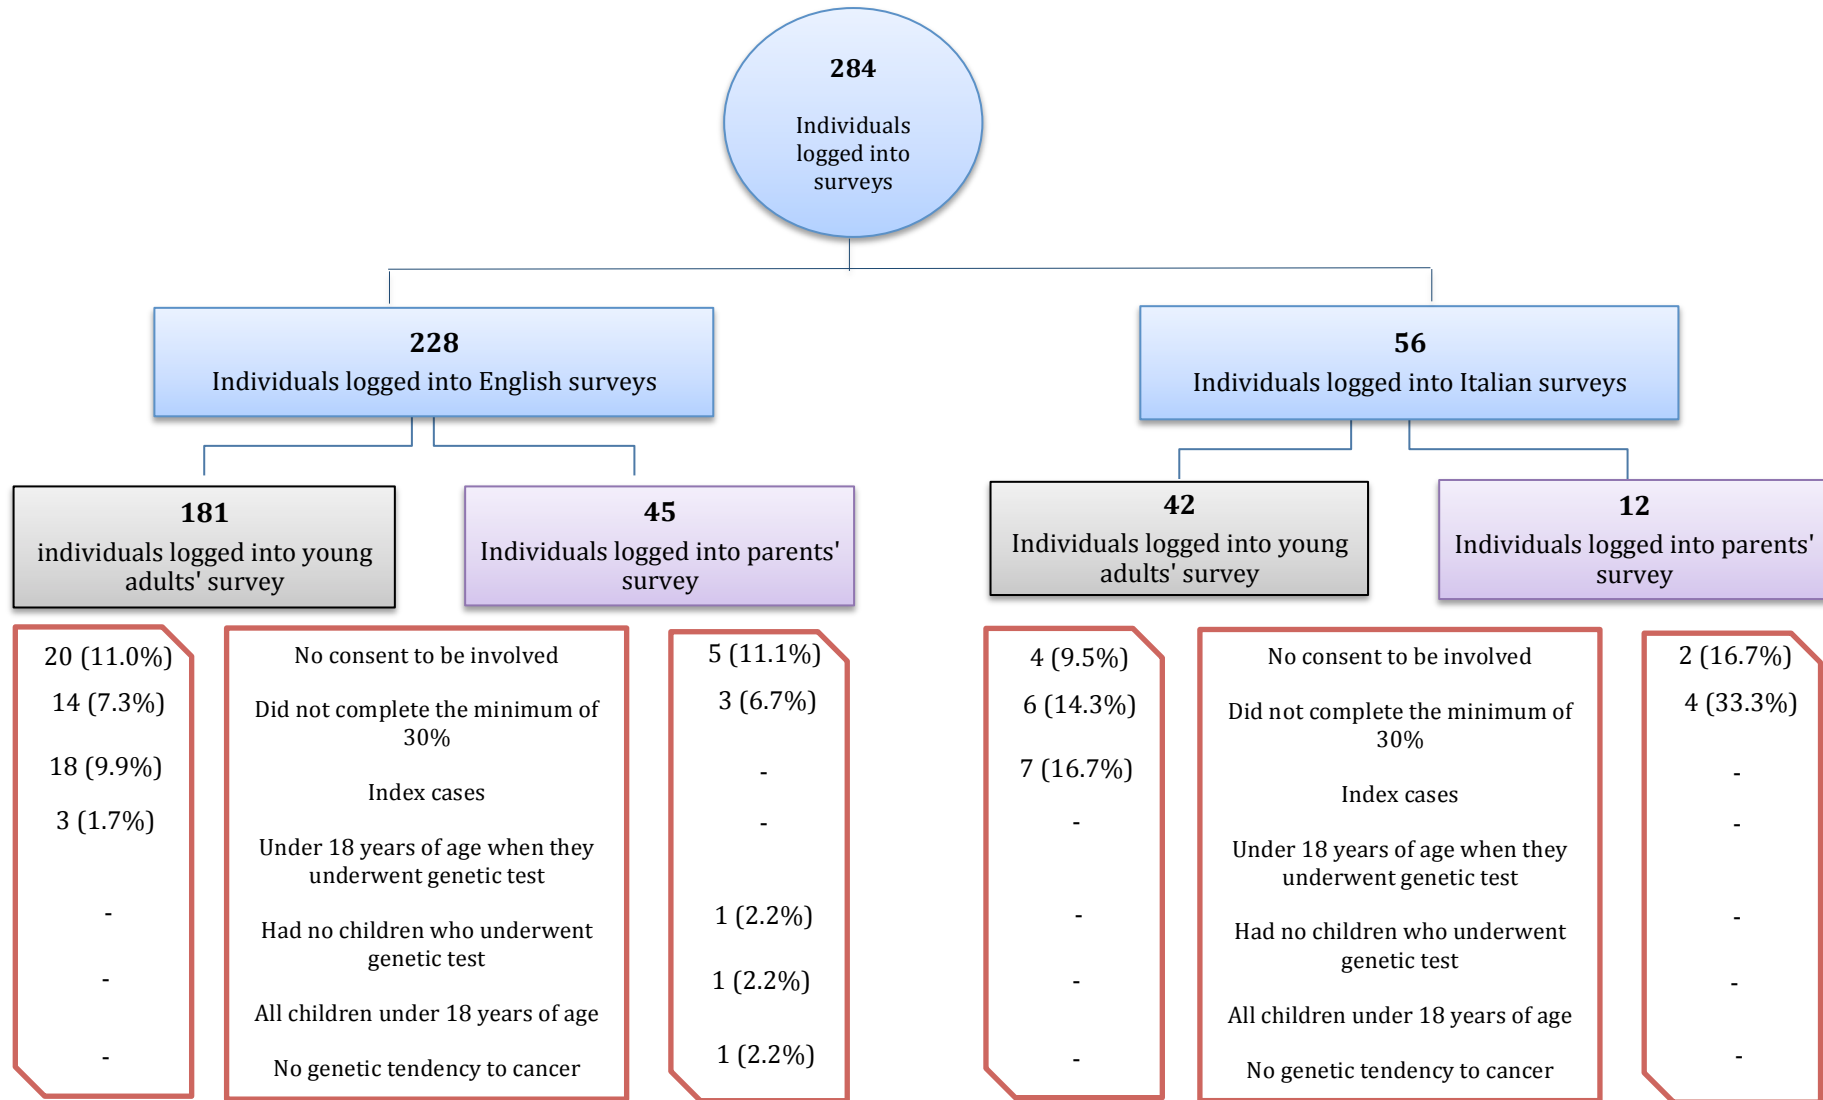 284
Individuals
logged into
surveys
228
Individuals logged into English surveys
56
Individuals logged into Italian surveys
181
individuals logged into young
adults' survey
45
Individuals logged into parents'
survey
42
Individuals logged into young
adults' survey
12
Individuals logged into parents'
survey
20 (11.0%)
14 (7.3%)
18 (9.9%)
3 (1.7%)
-
-
-
No consent to be involved
Did not complete the minimum of
30%
Index cases
Under 18 years of age when they
underwent genetic test
Had no children who underwent
genetic test
All children under 18 years of age
No genetic tendency to cancer
5 (11.1%)
3 (6.7%)
-
-
1 (2.2%)
1 (2.2%)
1 (2.2%)
4 (9.5%)
6 (14.3%)
7 (16.7%)
-
-
-
-
No consent to be involved
Did not complete the minimum of
30%
Index cases
Under 18 years of age when they
underwent genetic test
Had no children who underwent
genetic test
All children under 18 years of age
No genetic tendency to cancer
2 (16.7%)
4 (33.3%)
-
-
-
-
-